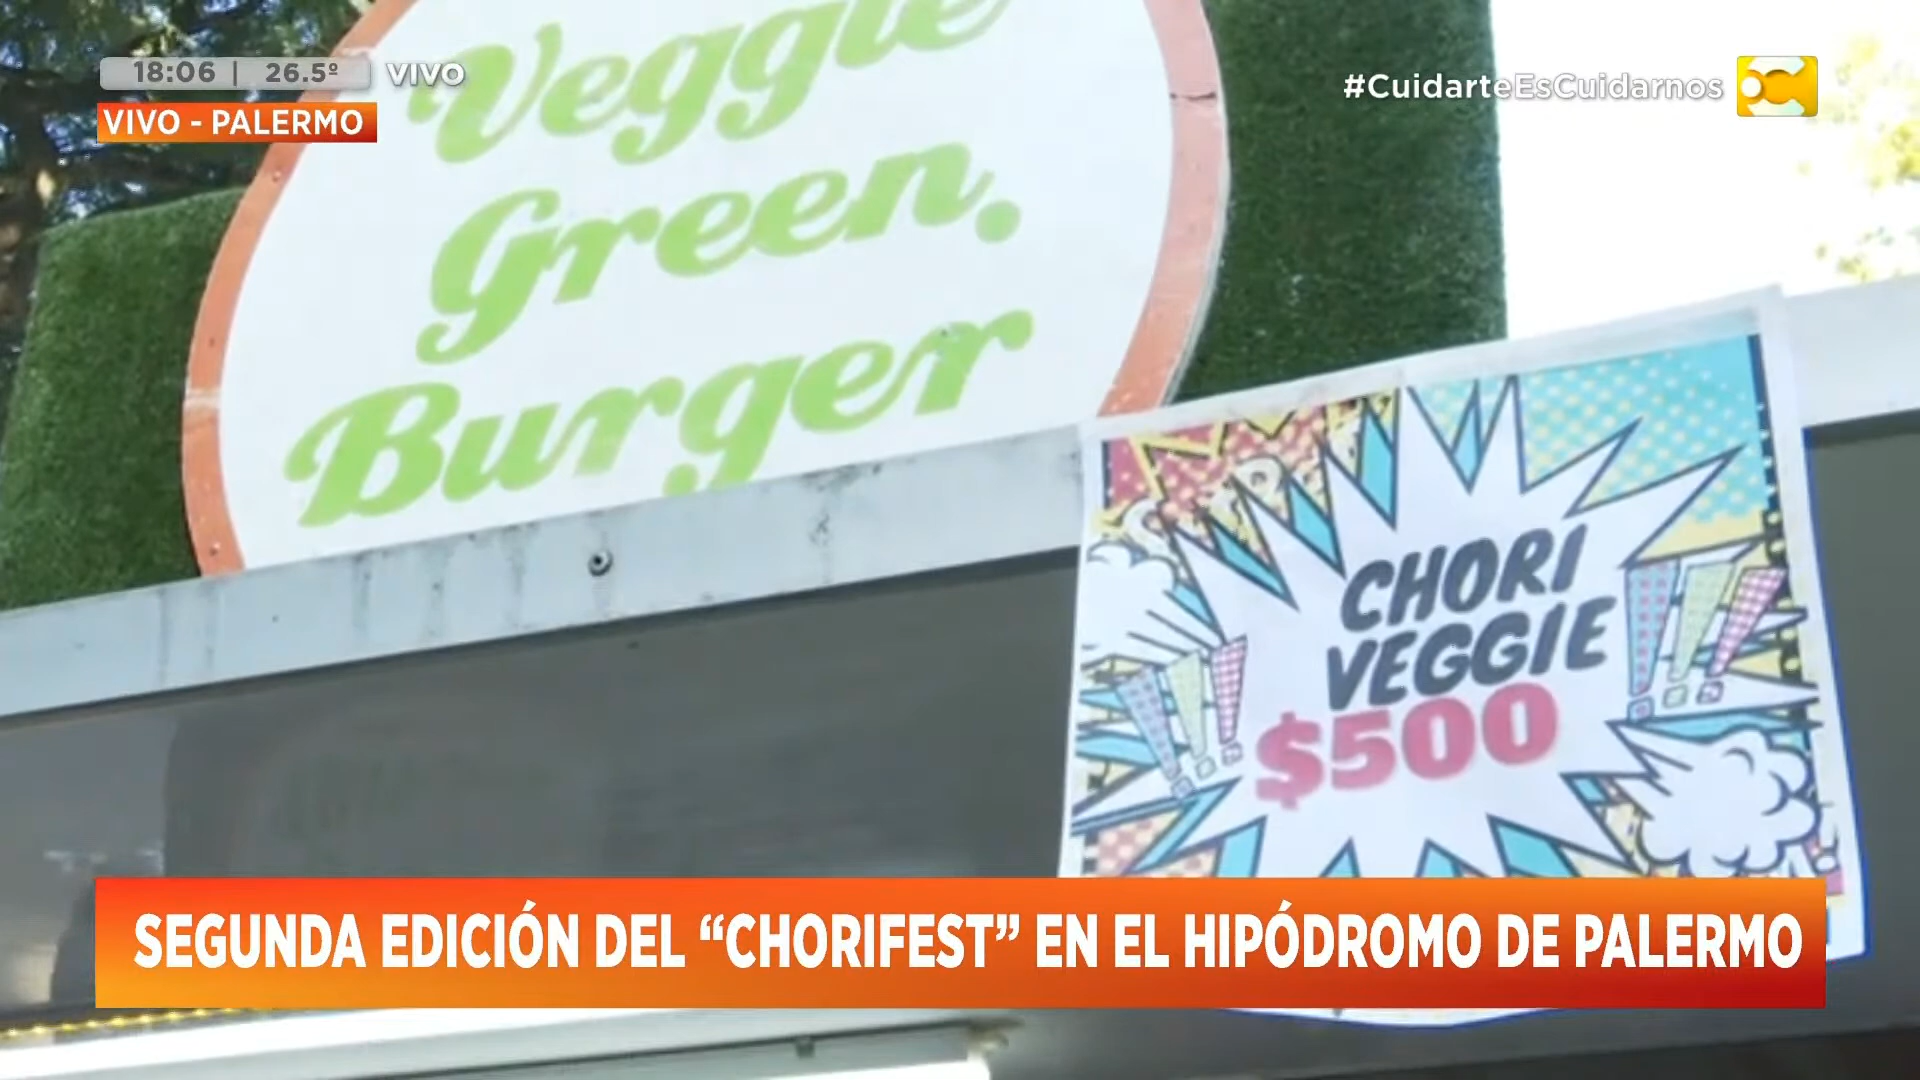 18:06 | 26.5º VIVO
VIVO - PALERMO
#CuidarteEsCuidarnos
Veggie
Green.
Burger
CHORI
VEGGIE
$500
SEGUNDA EDICIÓN DEL “CHORIFEST” EN EL HIPÓDROMO DE PALERMO